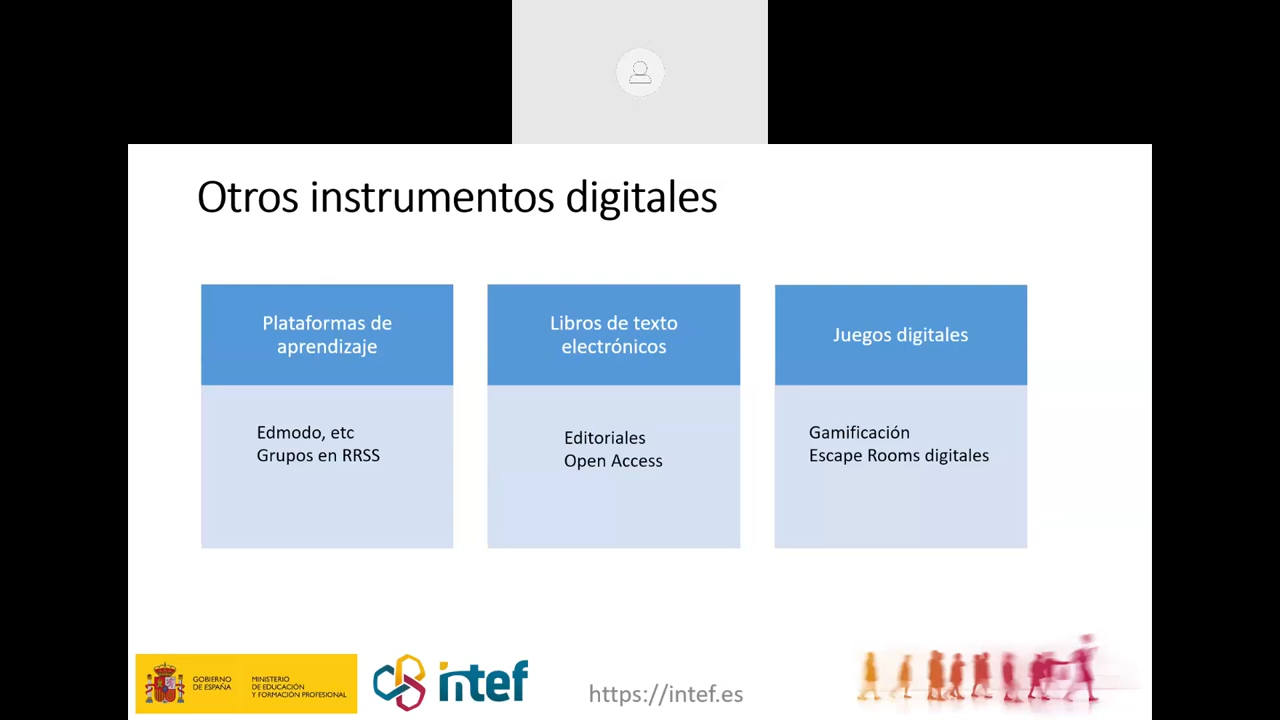 Otros instrumentos digitales
Plataformas de
aprendizaje
Edmodo, etc
Grupos en RRSS
Libros de texto
electrónicos
Editoriales
Open Access
Juegos digitales
Gamificación
Escape Rooms digitales
GOBIERNO
DE ESPAÑA
MINISTERIO
DE EDUCACIÓN
Y FORMACIÓN PROFESIONAL
intef
https://intef.es